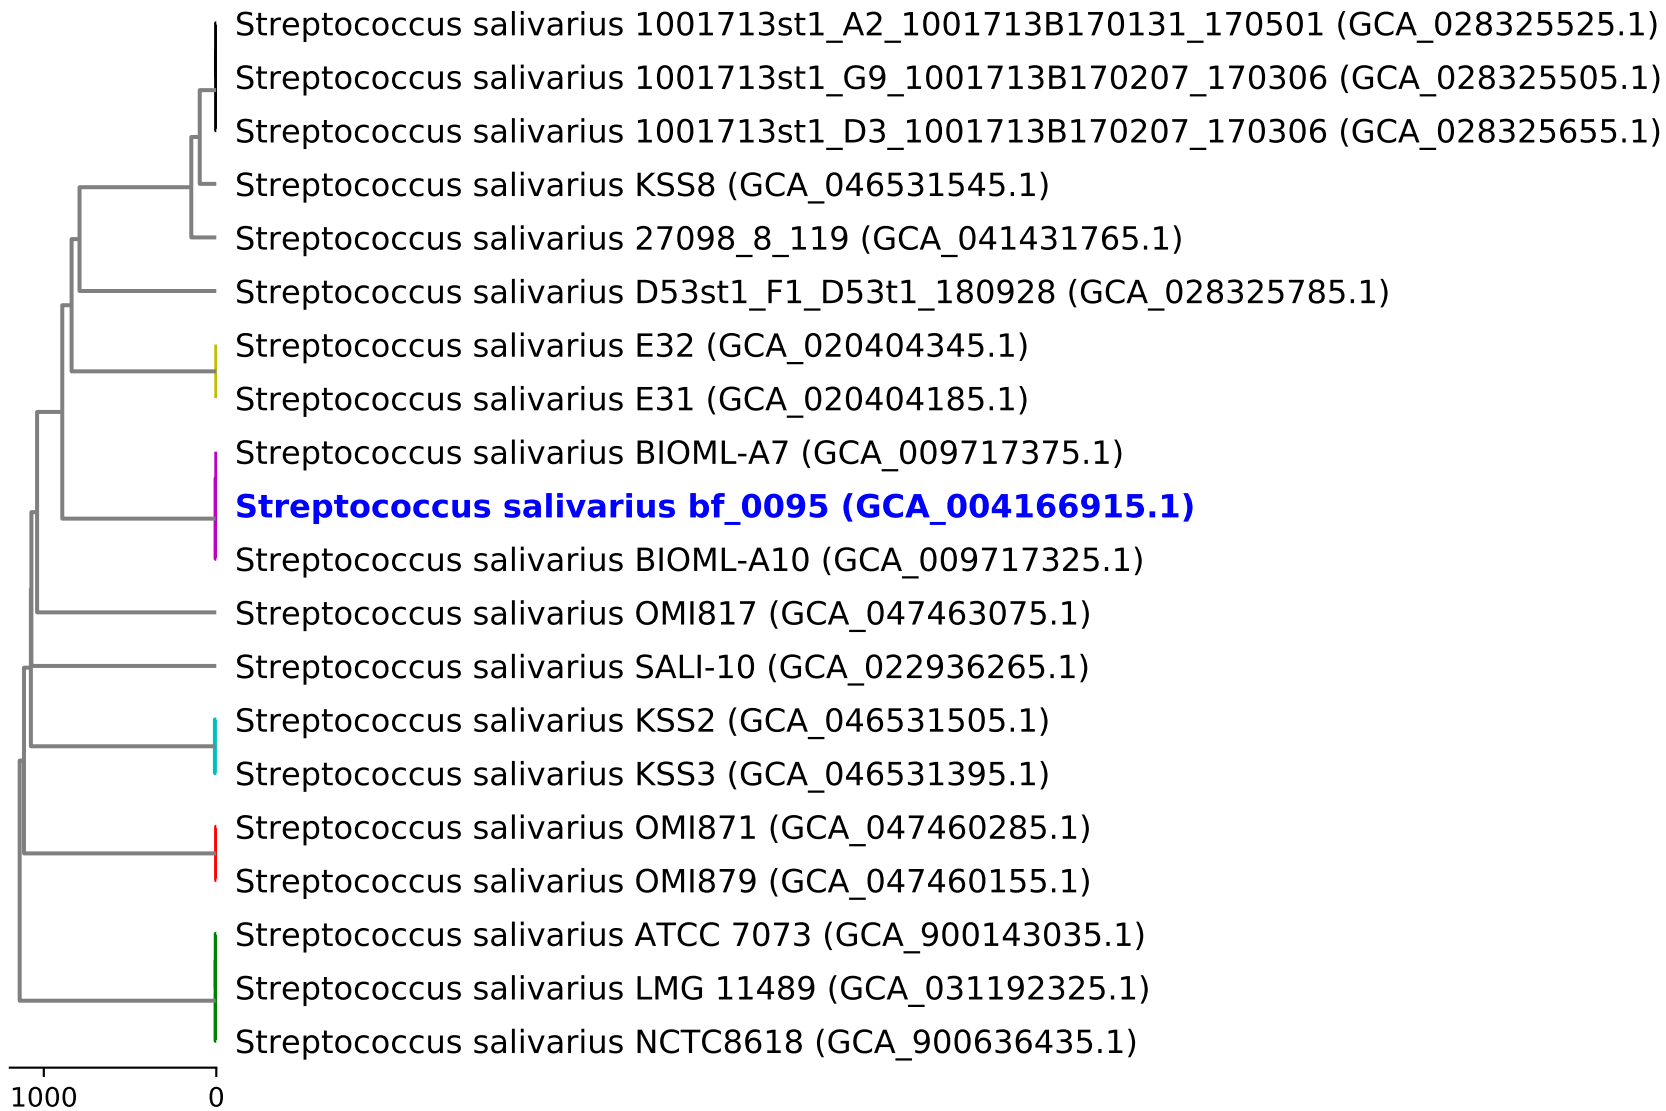 Streptococcus salivarius 1001713st1_A2_1001713B170131_170501 (GCA_028325525.1)
Streptococcus salivarius 1001713st1_G9_1001713B170207_170306 (GCA_028325505.1)
Streptococcus salivarius 1001713st1_D3_1001713B170207_170306 (GCA_028325655.1)
Streptococcus salivarius KSS8 (GCA_046531545.1)
Streptococcus salivarius 27098_8_119 (GCA_041431765.1)
Streptococcus salivarius D53st1_F1_D53t1_180928 (GCA_028325785.1)
Streptococcus salivarius E32 (GCA_020404345.1)
Streptococcus salivarius E31 (GCA_020404185.1)
Streptococcus salivarius BIOML-A7 (GCA_009717375.1)
Streptococcus salivarius bf_0095 (GCA_004166915.1)
Streptococcus salivarius BIOML-A10 (GCA_009717325.1)
Streptococcus salivarius OMI817 (GCA_047463075.1)
Streptococcus salivarius SALI-10 (GCA_022936265.1)
Streptococcus salivarius KSS2 (GCA_046531505.1)
Streptococcus salivarius KSS3 (GCA_046531395.1)
Streptococcus salivarius OMI871 (GCA_047460285.1)
Streptococcus salivarius OMI879 (GCA_047460155.1)
Streptococcus salivarius ATCC 7073 (GCA_900143035.1)
Streptococcus salivarius LMG 11489 (GCA_031192325.1)
Streptococcus salivarius NCTC8618 (GCA_900636435.1)
1000 0